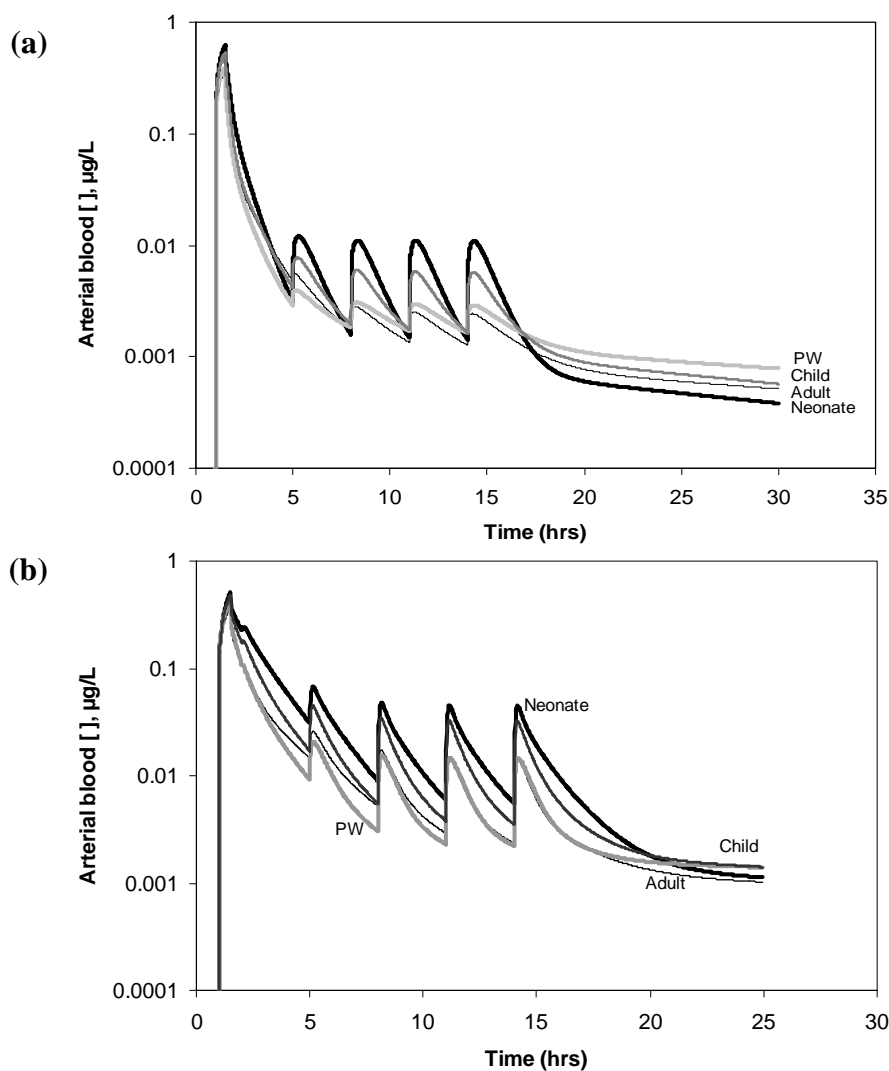 (a)
1
0.1
0.01
0.001
0.0001
Arterial blood [ ], µg/L
PW
Child
Adult
Neonate
0 5 10 15 20 25 30 35
Time (hrs)
(b)
1
0.1
0.01
0.001
0.0001
Arterial blood [ ], µg/L
Neonate
PW
Child
Adult
0 5 10 15 20 25 30
Time (hrs)